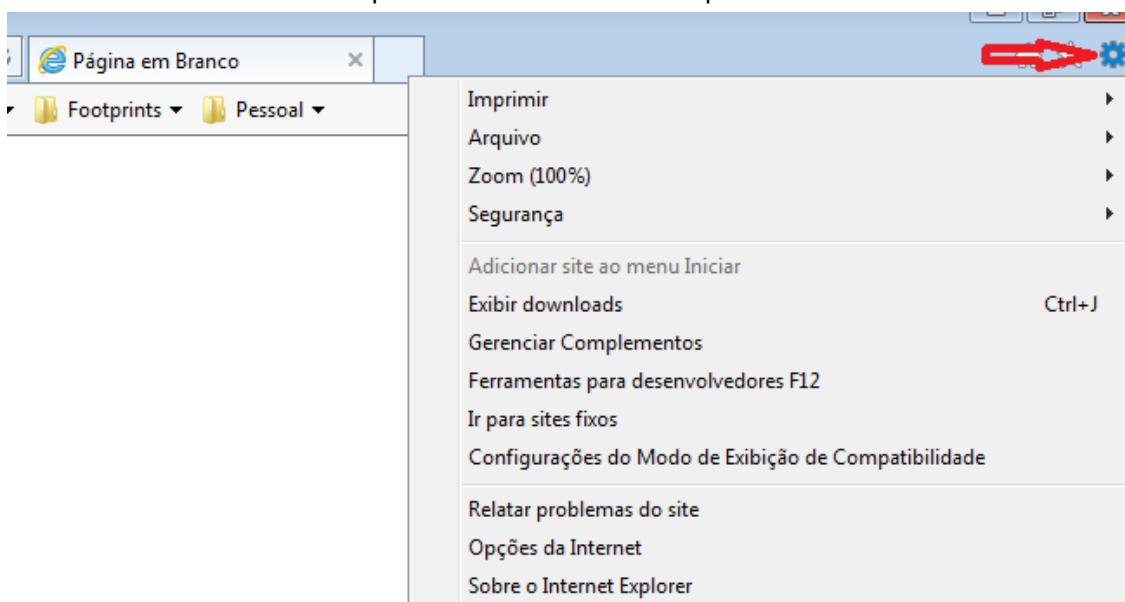 Página em Branco
Footprints Pessoal
Imprimir
Arquivo
Zoom (100%)
Segurança
Adicionar site ao menu Iniciar
Exibir downloads Ctrl+J
Gerenciar Complementos
Ferramentas para desenvolvedores F12
Ir para sites fixos
Configurações do Modo de Exibição de Compatibilidade
Relatar problemas do site
Opções da Internet
Sobre o Internet Explorer